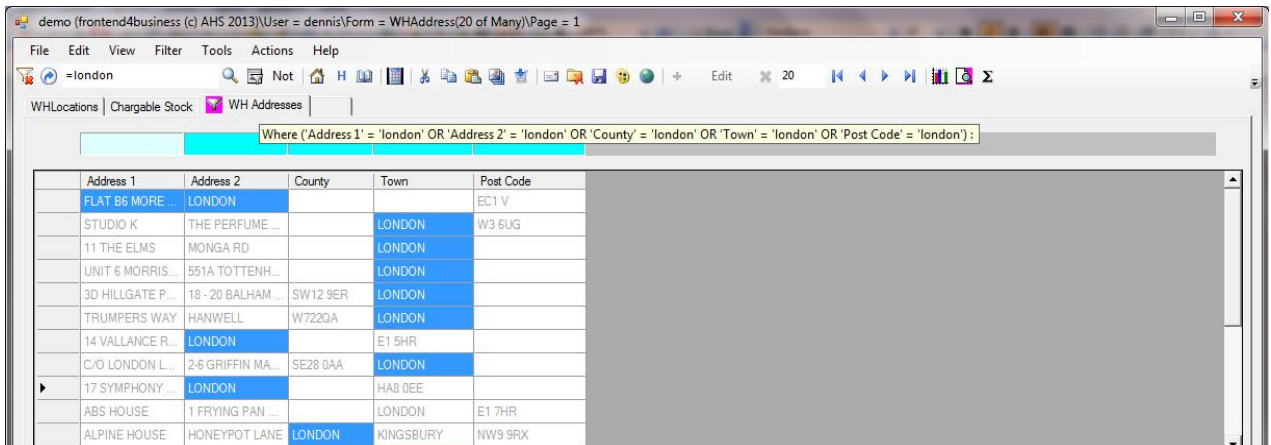 demo (frontend4business (c) AHS 2013)\User = dennis\Form = WHAddress(20 of Many)\Page = 1
File Edit View Filter Tools Actions Help
=london Not H Edit 20 Σ
WHLocations Chargable Stock WH Addresses
Where ('Address 1' = 'london' OR 'Address 2' = 'london' OR 'County' = 'london' OR 'Town' = 'london' OR 'Post Code' = 'london') :
Address 1 Address 2 County Town Post Code
FLAT B6 MORE ... LONDON EC1 V
STUDIO K THE PERFUME ... LONDON W3 6UG
11 THE ELMS MONGA RD LONDON
UNIT 6 MORRIS... 551A TOTTENH... LONDON
3D HILLGATE P... 18 - 20 BALHAM ... SW12 9ER LONDON
TRUMPERS WAY HANWELL W722QA LONDON
14 VALLANCE R... LONDON E1 5HR
C/O LONDON L... 2-6 GRIFFIN MA... SE28 0AA LONDON
17 SYMPHONY ... LONDON HA8 0EE
ABS HOUSE 1 FRYING PAN ... LONDON E1 7HR
ALPINE HOUSE HONEYPOT LANE LONDON KINGSBURY NW9 9RX